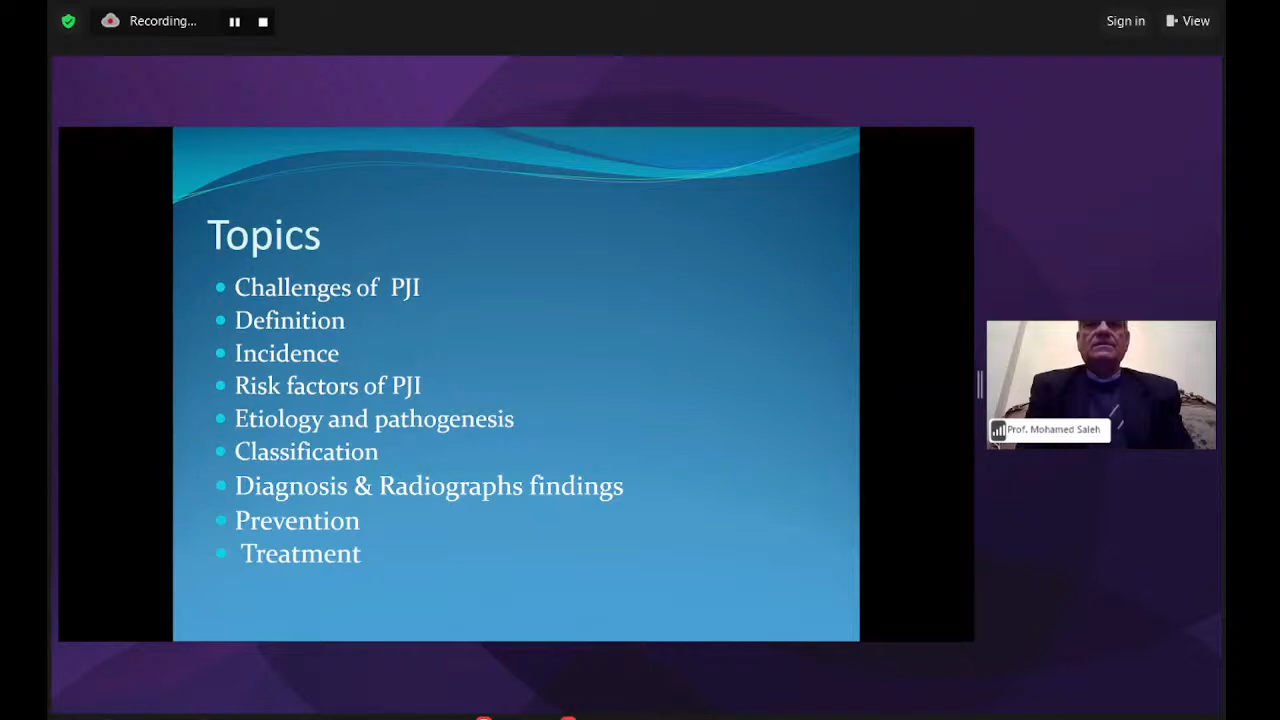 Recording...
Sign in
View
Topics
Challenges of PJI
Definition
Incidence
Risk factors of PJI
Etiology and pathogenesis
Classification
Diagnosis & Radiographs findings
Prevention
Treatment
Prof. Mohamed Saleh